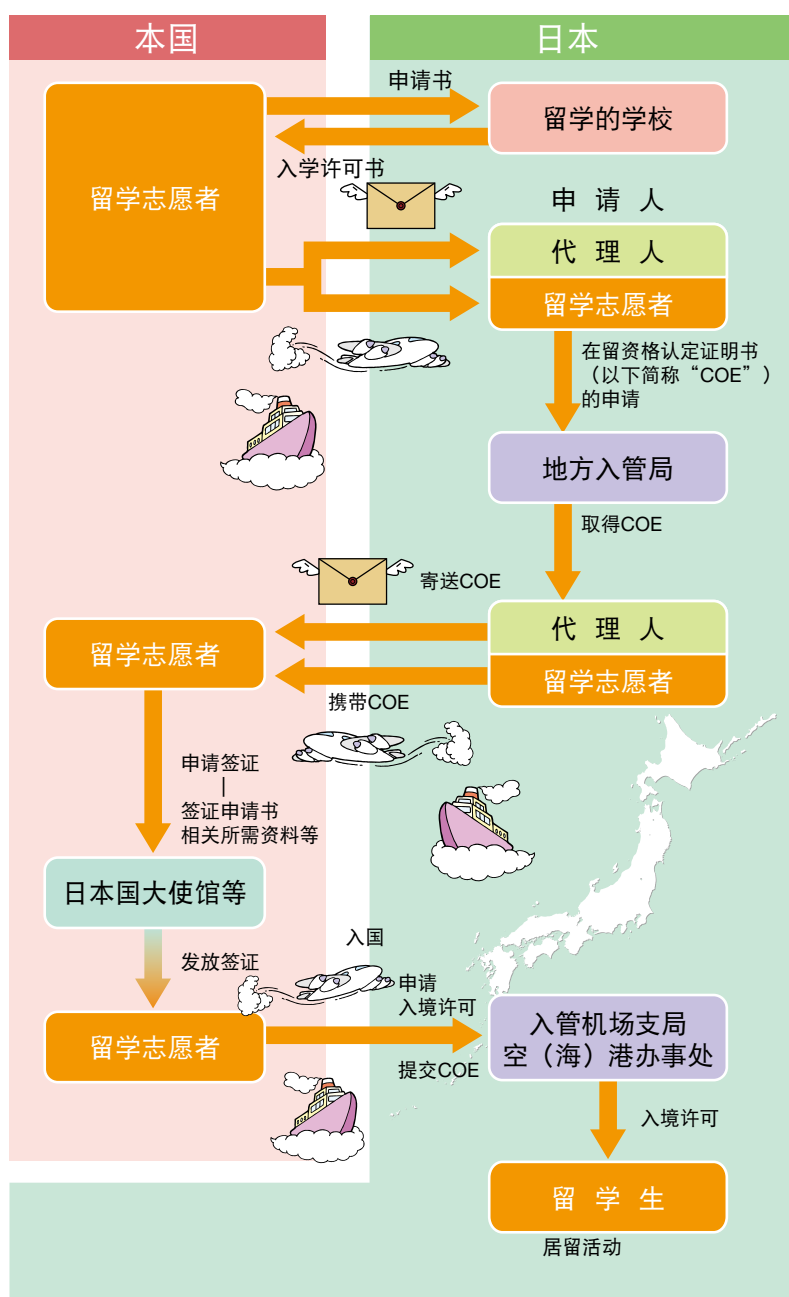 本国
日本
申请书
留学志愿者
留学的学校
入学许可书
申 请 人
代 理 人
留学志愿者
在留资格认定证明书
（以下简称“COE”）
的申请
地方入管局
取得COE
寄送COE
留学志愿者
代 理 人
留学志愿者
携带COE
申请签证
|
签证申请书
相关所需资料等
日本国大使馆等
发放签证
入国
申请
入境许可
留学志愿者
入管机场支局
空（海）港办事处
提交COE
入境许可
留 学 生
居留活动